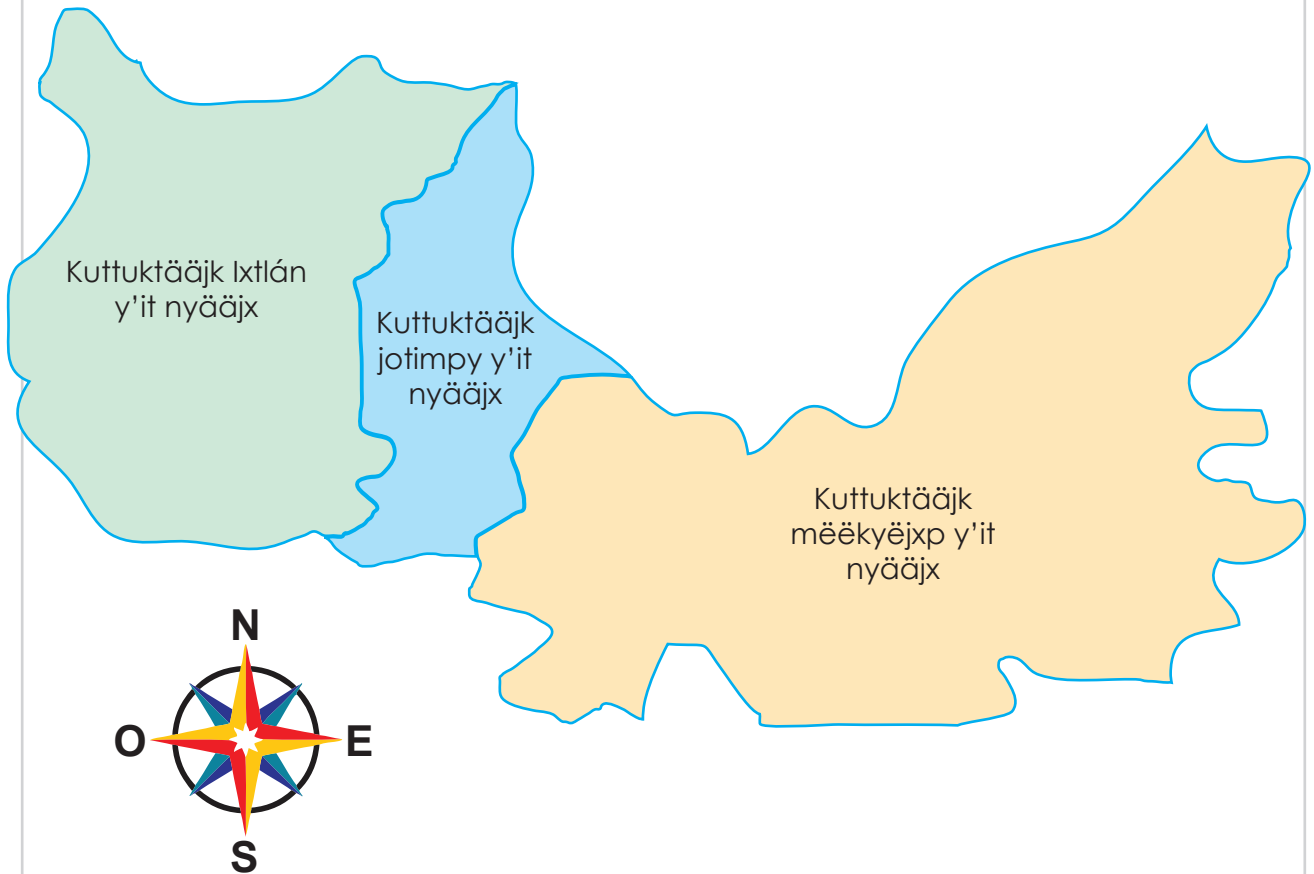 Kuttuktääjk Ixtlán
y'it nyääjx
Kuttuktääjk
jotimpy y'it
nyääjx
Kuttuktääjk
mëëkyëjxp y'it
nyääjx
N
O
E
S